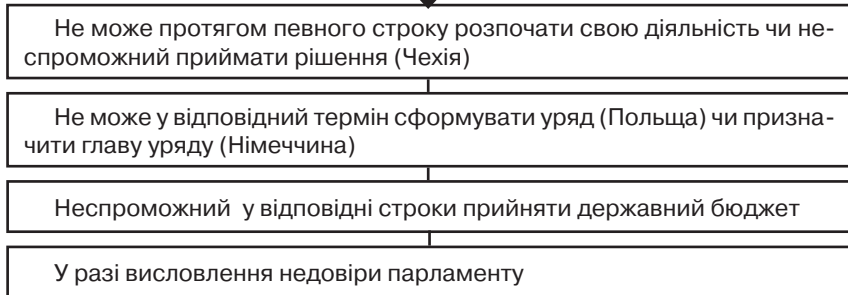 Не може протягом певного строку розпочати свою діяльність чи не-
спроможний приймати рішення (Чехія)
Не може у відповідний термін сформувати уряд (Польща) чи призна-
чити главу уряду (Німеччина)
Неспроможний у відповідні строки прийняти державний бюджет
У разі висловлення недовіри парламенту